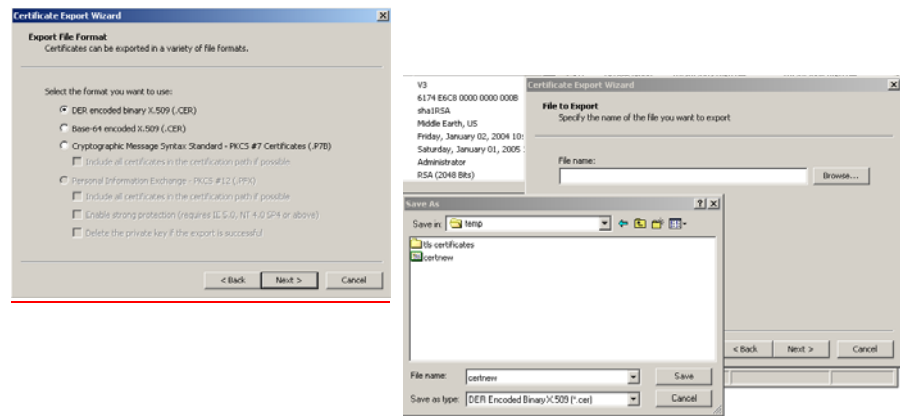 Certificate Export Wizard
Export File Format
Certificates can be exported in a variety of file formats.
Select the format you want to use:
DER encoded binary X.509 (.CER)
Base-64 encoded X.509 (.CER)
Cryptographic Message Syntax Standard - PKCS #7 Certificates (.P7B)
Include all certificates in the certification path if possible
Personal Information Exchange - PKCS #12 (.PFX)
Include all certificates in the certification path if possible
Enable strong protection (requires IE 5.0, NT 4.0 SP4 or above)
Delete the private key if the export is successful
< Back
Next >
Cancel
V3
6174 E6C8 0000 0000 000B
sha1RSA
Middle Earth, US
Friday, January 02, 2004 10:
Saturday, January 01, 2005
Administrator
RSA (2048 Bits)
Certificate Export Wizard
File to Export
Specify the name of the file you want to export
File name:
Browse...
Save As
Save in:
temp
tls certificates
certnew
File name:
certnew
Save
Save as type:
DER Encoded Binary X.509 (*.cer)
Cancel
< Back
Next >
Cancel